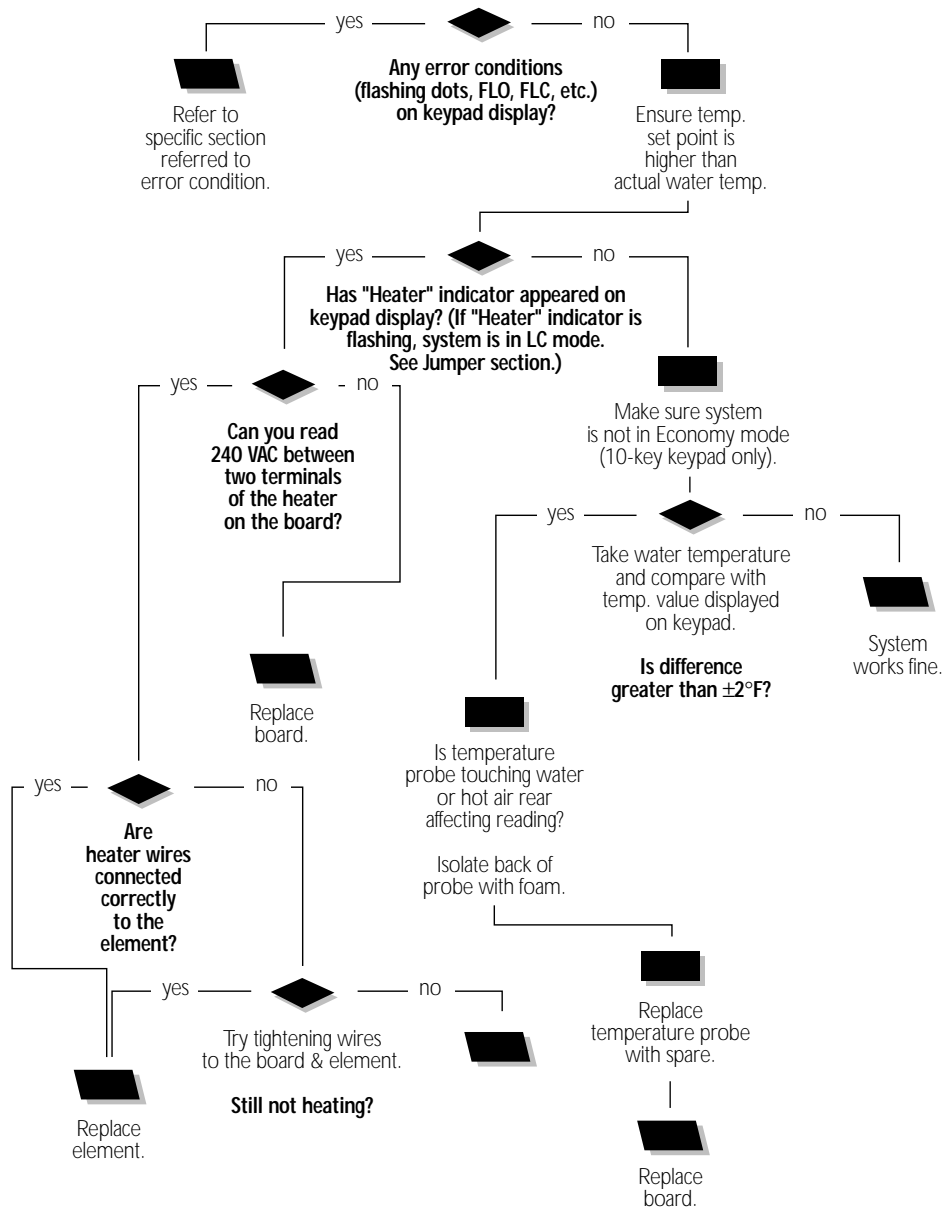 yes
no
Any error conditions
(flashing dots, FLO, FLC, etc.)
on keypad display?
Refer to
specific section
referred to
error condition.
Ensure temp.
set point is
higher than
actual water temp.
yes
no
Has "Heater" indicator appeared on
keypad display? (If "Heater" indicator is
flashing, system is in LC mode.
See Jumper section.)
yes
no
Can you read
240 VAC between
two terminals
of the heater
on the board?
Make sure system
is not in Economy mode
(10-key keypad only).
yes
no
Take water temperature
and compare with
temp. value displayed
on keypad.
Is difference
greater than ±2°F?
System
works fine.
Replace
board.
Is temperature
probe touching water
or hot air rear
affecting reading?
Isolate back of
probe with foam.
yes
no
Are
heater wires
connected
correctly
to the
element?
yes
no
Try tightening wires
to the board & element.
Still not heating?
Replace
element.
Replace
temperature probe
with spare.
Replace
board.